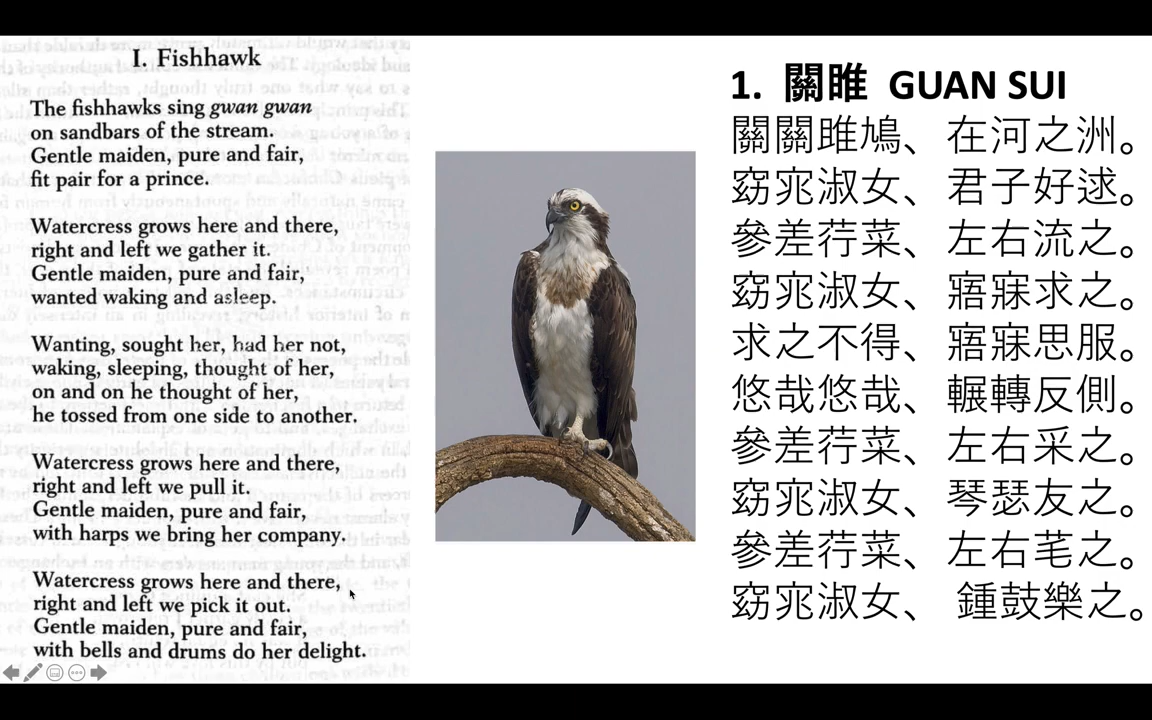 I. Fishhawk
The fishhawks sing gwan gwan
on sandbars of the stream.
Gentle maiden, pure and fair,
fit pair for a prince.
Watercress grows here and there,
right and left we gather it.
Gentle maiden, pure and fair,
wanted waking and asleep.
Wanting, sought her, had her not,
waking, sleeping, thought of her,
on and on he thought of her,
he tossed from one side to another.
Watercress grows here and there,
right and left we pull it.
Gentle maiden, pure and fair,
with harps we bring her company.
Watercress grows here and there,
right and left we pick it out.
Gentle maiden, pure and fair,
with bells and drums do her delight.
1. 關睢 GUAN SUI
關關雎鳩、在河之洲。
窈窕淑女、君子好逑。
參差荇菜、左右流之。
窈窕淑女、寤寐求之。
求之不得、寤寐思服。
悠哉悠哉、輾轉反側。
參差荇菜、左右采之。
窈窕淑女、琴瑟友之。
參差荇菜、左右芼之。
窈窕淑女、鍾鼓樂之。